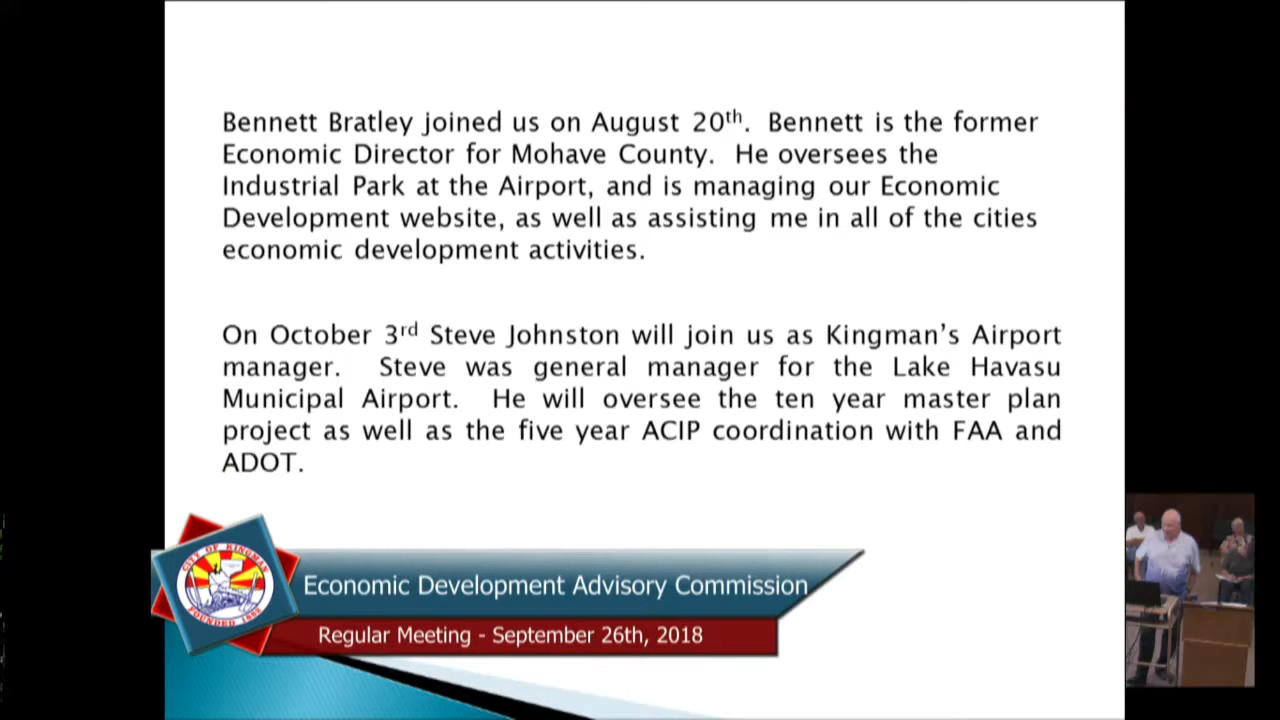 Bennett Bratley joined us on August 20th. Bennett is the former
Economic Director for Mohave County. He oversees the
Industrial Park at the Airport, and is managing our Economic
Development website, as well as assisting me in all of the cities
economic development activities.
On October 3rd Steve Johnston will join us as Kingman's Airport
manager. Steve was general manager for the Lake Havasu
Municipal Airport. He will oversee the ten year master plan
project as well as the five year ACIP coordination with FAA and
ADOT.
CITY OF KINGMAN
FOUNDED 1882
Economic Development Advisory Commission
Regular Meeting - September 26th, 2018